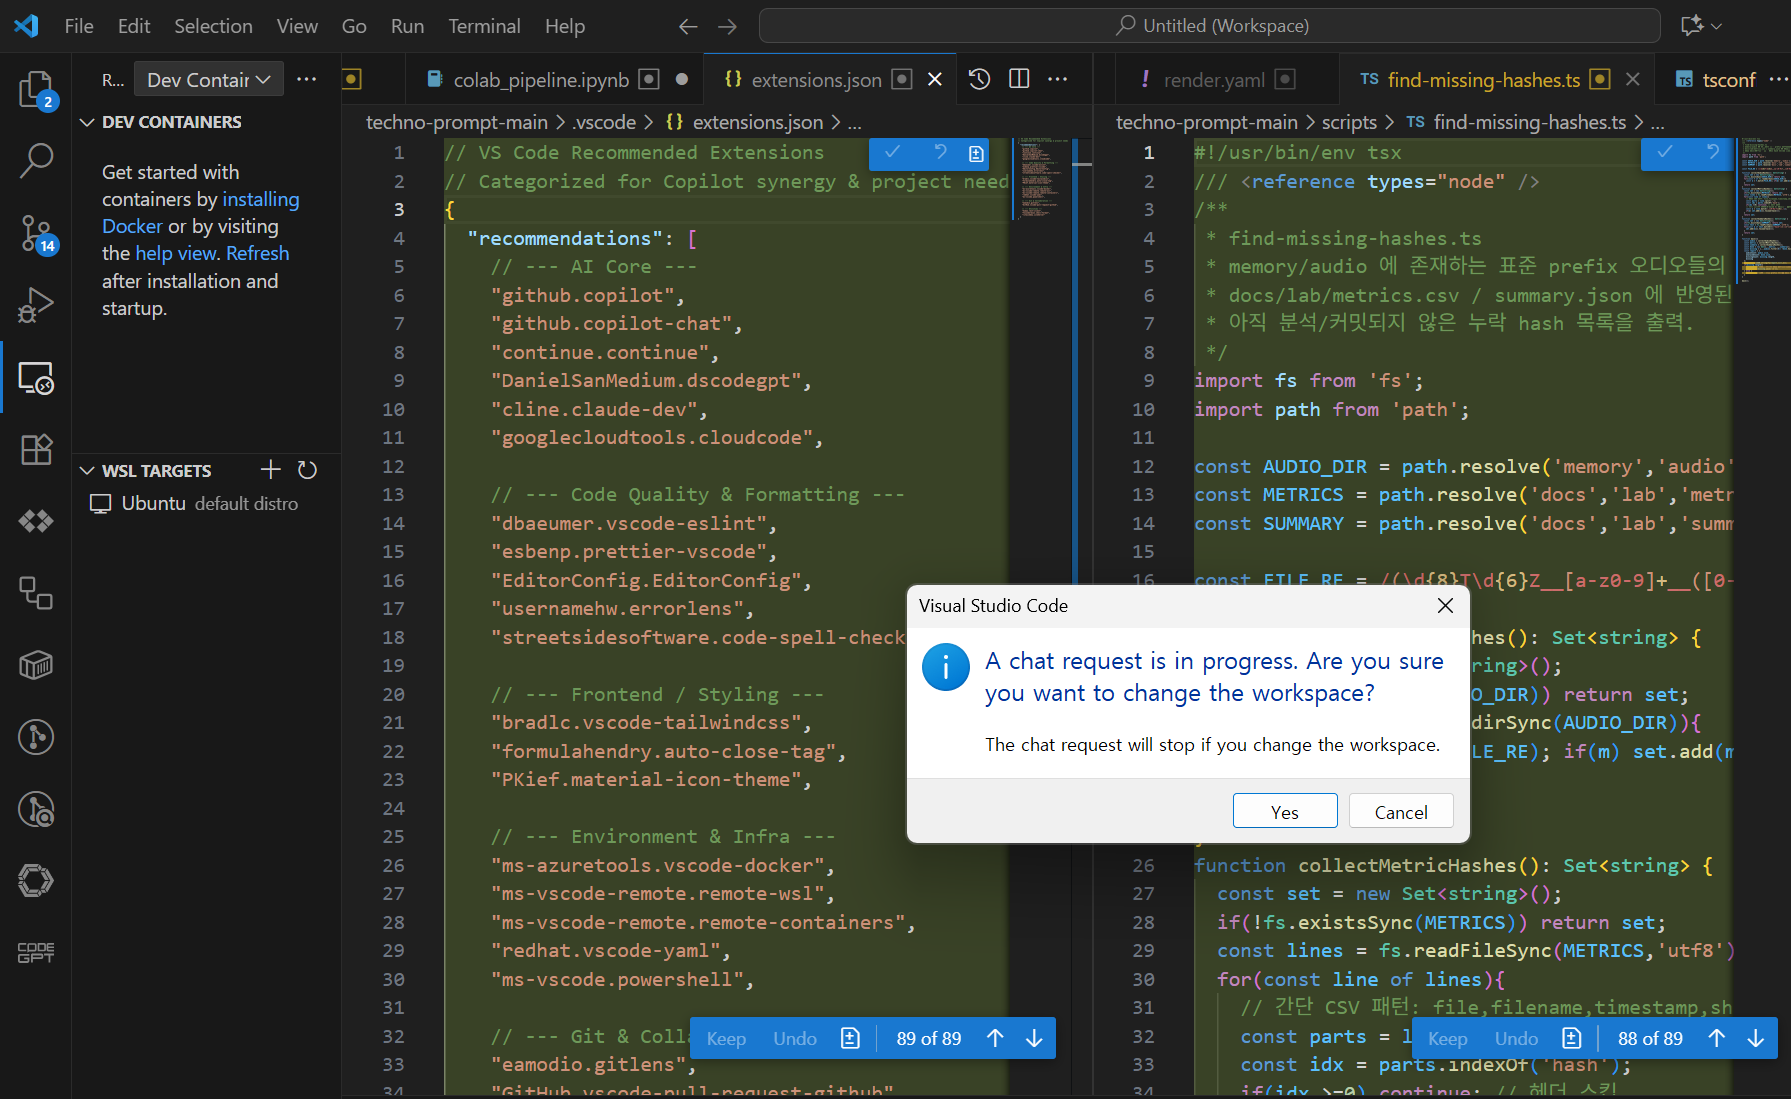 File Edit Selection View Go Run Terminal Help
Untitled (Workspace)
R... Dev Contair
DEV CONTAINERS
Get started with
containers by installing
Docker or by visiting
the help view. Refresh
after installation and
startup.
WSL TARGETS
Ubuntu default distro
2
14
CODE
GPT
colab_pipeline.ipynb
{} extensions.json
techno-prompt-main > .vscode > {} extensions.json > ...
1 // VS Code Recommended Extensions
2 // Categorized for Copilot synergy & project need
3 {
4 "recommendations": [
5 // --- AI Core ---
6 "github.copilot",
7 "github.copilot-chat",
8 "continue.continue",
9 "DanielSanMedium.dscodegpt",
10 "cline.claude-dev",
11 "googlecloudtools.cloudcode",
12
13 // --- Code Quality & Formatting ---
14 "dbaeumer.vscode-eslint",
15 "esbenp.prettier-vscode",
16 "EditorConfig.EditorConfig",
17 "usernamehw.errorlens",
18 "streetsidesoftware.code-spell-check
19
20 // --- Frontend / Styling ---
21 "bradlc.vscode-tailwindcss",
22 "formulahendry.auto-close-tag",
23 "PKief.material-icon-theme",
24
25 // --- Environment & Infra ---
26 "ms-azuretools.vscode-docker",
27 "ms-vscode-remote.remote-wsl",
28 "ms-vscode-remote.remote-containers",
29 "redhat.vscode-yaml",
30 "ms-vscode.powershell",
31
32 // --- Git & Colla
33 "eamodio.gitlens",
34 "GitHub.vscode-pull-request-github"
Keep Undo 89 of 89
! render.yaml
TS find-missing-hashes.ts
TS tsconf
techno-prompt-main > scripts > TS find-missing-hashes.ts > ...
1 #!/usr/bin/env tsx
2 /// <reference types="node" />
3 /**
4 * find-missing-hashes.ts
5 * memory/audio 에 존재하는 표준 prefix 오디오들의
6 * docs/lab/metrics.csv / summary.json 에 반영된
7 * 아직 분석/커밋되지 않은 누락 hash 목록을 출력.
8 */
9 import fs from 'fs';
10 import path from 'path';
11
12 const AUDIO_DIR = path.resolve('memory','audio'
13 const METRICS = path.resolve('docs','lab','metr
14 const SUMMARY = path.resolve('docs','lab','summ
15
16 const FILE_RE = /(\d{8}T\d{6}Z__[a-z0-9]+__([0-
hes(): Set<string> {
ring>();
O_DIR)) return set;
dirSync(AUDIO_DIR)){
LE_RE); if(m) set.add(m
26 function collectMetricHashes(): Set<string> {
27 const set = new Set<string>();
28 if(!fs.existsSync(METRICS)) return set;
29 const lines = fs.readFileSync(METRICS,'utf8')
30 for(const line of lines){
31 // 간단 CSV 패턴: file,filename,timestamp,sh
32 const parts = l
33 const idx = parts.indexOf('hash');
34 if(idx >=0) continue; // 헤더 스킵
Keep Undo 88 of 89
Visual Studio Code
A chat request is in progress. Are you sure
you want to change the workspace?
The chat request will stop if you change the workspace.
Yes Cancel